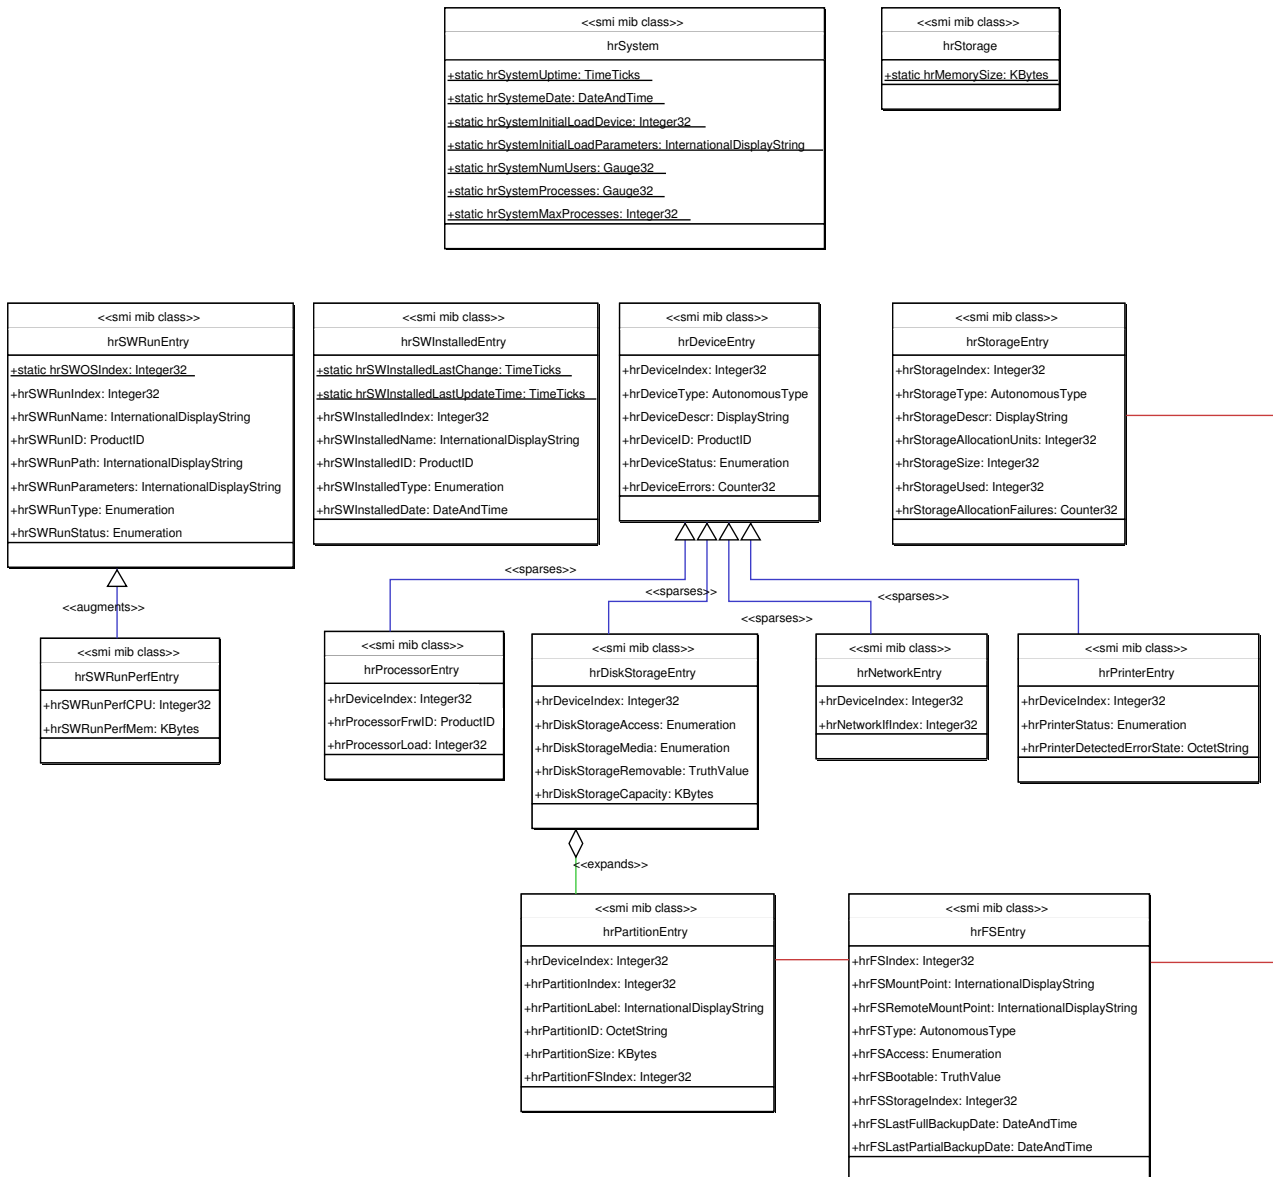 <<smi mib class>>
hrSystem
+static hrSystemUptime: TimeTicks
+static hrSystemeDate: DateAndTime
+static hrSystemInitialLoadDevice: Integer32
+static hrSystemInitialLoadParameters: InternationalDisplayString
+static hrSystemNumUsers: Gauge32
+static hrSystemProcesses: Gauge32
+static hrSystemMaxProcesses: Integer32
<<smi mib class>>
hrStorage
+static hrMemorySize: KBytes
<<smi mib class>>
hrSWRunEntry
+static hrSWOSIndex: Integer32
+hrSWRunIndex: Integer32
+hrSWRunName: InternationalDisplayString
+hrSWRunID: ProductID
+hrSWRunPath: InternationalDisplayString
+hrSWRunParameters: InternationalDisplayString
+hrSWRunType: Enumeration
+hrSWRunStatus: Enumeration
<<smi mib class>>
hrSWInstalledEntry
+static hrSWInstalledLastChange: TimeTicks
+static hrSWInstalledLastUpdateTime: TimeTicks
+hrSWInstalledIndex: Integer32
+hrSWInstalledName: InternationalDisplayString
+hrSWInstalledID: ProductID
+hrSWInstalledType: Enumeration
+hrSWInstalledDate: DateAndTime
<<smi mib class>>
hrDeviceEntry
+hrDeviceIndex: Integer32
+hrDeviceType: AutonomousType
+hrDeviceDescr: DisplayString
+hrDeviceID: ProductID
+hrDeviceStatus: Enumeration
+hrDeviceErrors: Counter32
<<smi mib class>>
hrStorageEntry
+hrStorageIndex: Integer32
+hrStorageType: AutonomousType
+hrStorageDescr: DisplayString
+hrStorageAllocationUnits: Integer32
+hrStorageSize: Integer32
+hrStorageUsed: Integer32
+hrStorageAllocationFailures: Counter32
<<augments>>
<<sparses>>
<<sparses>>
<<sparses>>
<<sparses>>
<<smi mib class>>
hrSWRunPerfEntry
+hrSWRunPerfCPU: Integer32
+hrSWRunPerfMem: KBytes
<<smi mib class>>
hrProcessorEntry
+hrDeviceIndex: Integer32
+hrProcessorFrwID: ProductID
+hrProcessorLoad: Integer32
<<smi mib class>>
hrDiskStorageEntry
+hrDeviceIndex: Integer32
+hrDiskStorageAccess: Enumeration
+hrDiskStorageMedia: Enumeration
+hrDiskStorageRemovable: TruthValue
+hrDiskStorageCapacity: KBytes
<<smi mib class>>
hrNetworkEntry
+hrDeviceIndex: Integer32
+hrNetworkIfIndex: Integer32
<<smi mib class>>
hrPrinterEntry
+hrDeviceIndex: Integer32
+hrPrinterStatus: Enumeration
+hrPrinterDetectedErrorState: OctetString
<<expands>>
<<smi mib class>>
hrPartitionEntry
+hrDeviceIndex: Integer32
+hrPartitionIndex: Integer32
+hrPartitionLabel: InternationalDisplayString
+hrPartitionID: OctetString
+hrPartitionSize: KBytes
+hrPartitionFSIndex: Integer32
<<smi mib class>>
hrFSEntry
+hrFSIndex: Integer32
+hrFSMountPoint: InternationalDisplayString
+hrFSRemoteMountPoint: InternationalDisplayString
+hrFSType: AutonomousType
+hrFSAccess: Enumeration
+hrFSBootable: TruthValue
+hrFSStorageIndex: Integer32
+hrFSLastFullBackupDate: DateAndTime
+hrFSLastPartialBackupDate: DateAndTime